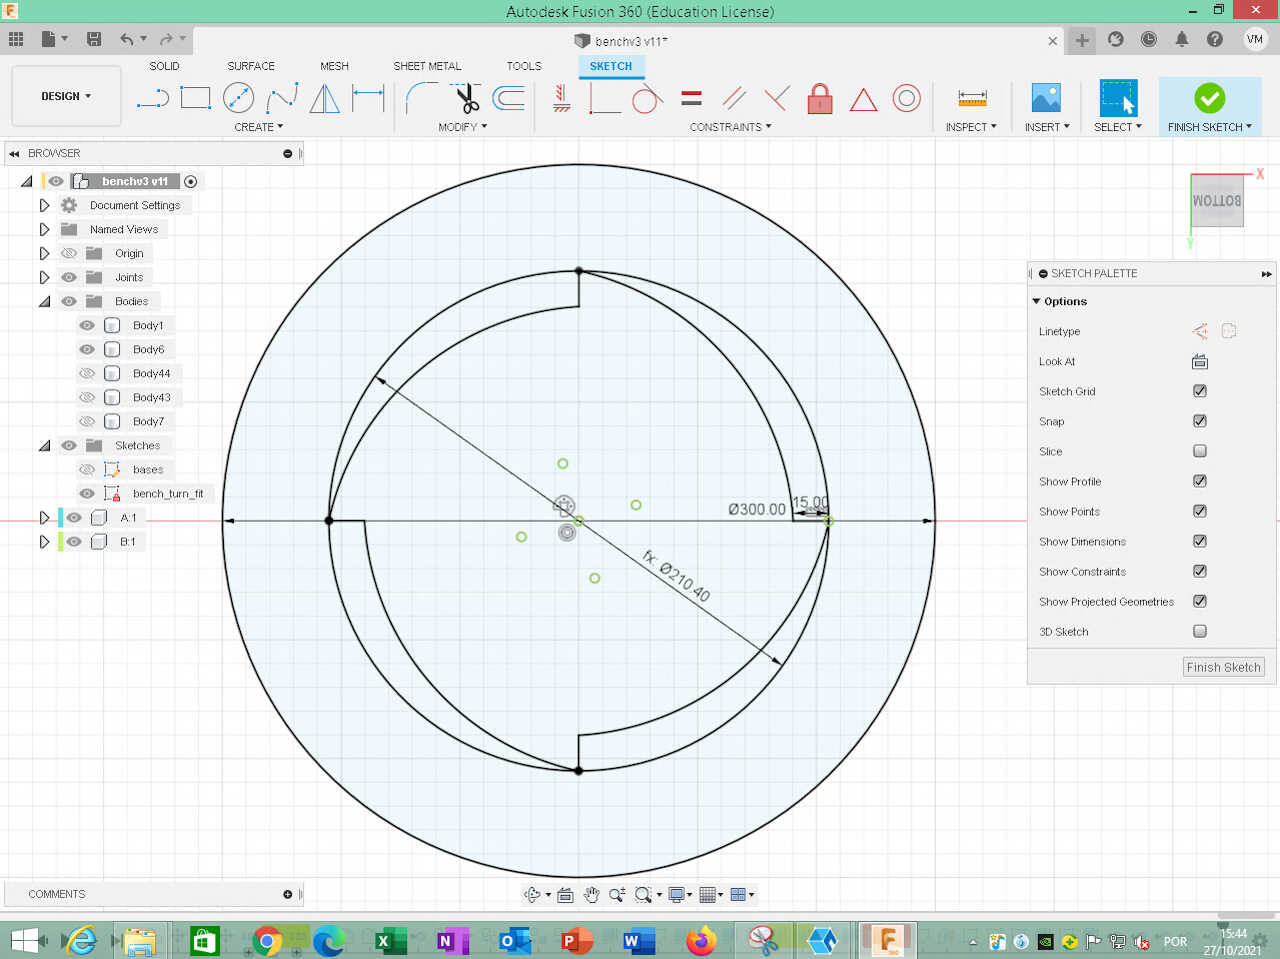 Autodesk Fusion 360 (Education License)
benchv3 v11*
VM
DESIGN
SOLID
SURFACE
MESH
SHEET METAL
TOOLS
SKETCH
CREATE
MODIFY
CONSTRAINTS
INSPECT
INSERT
SELECT
FINISH SKETCH
BROWSER
benchv3 v11
Document Settings
Named Views
Origin
Joints
Bodies
Body1
Body6
Body44
Body43
Body7
Sketches
bases
bench_turn_fit
A:1
B:1
Ø300.00
15.00
fx: Ø210.40
X
BOTTOM
Y
SKETCH PALETTE
Options
Linetype
Look At
Sketch Grid
Snap
Slice
Show Profile
Show Points
Show Dimensions
Show Constraints
Show Projected Geometries
3D Sketch
Finish Sketch
COMMENTS
POR
15:44
27/10/2021